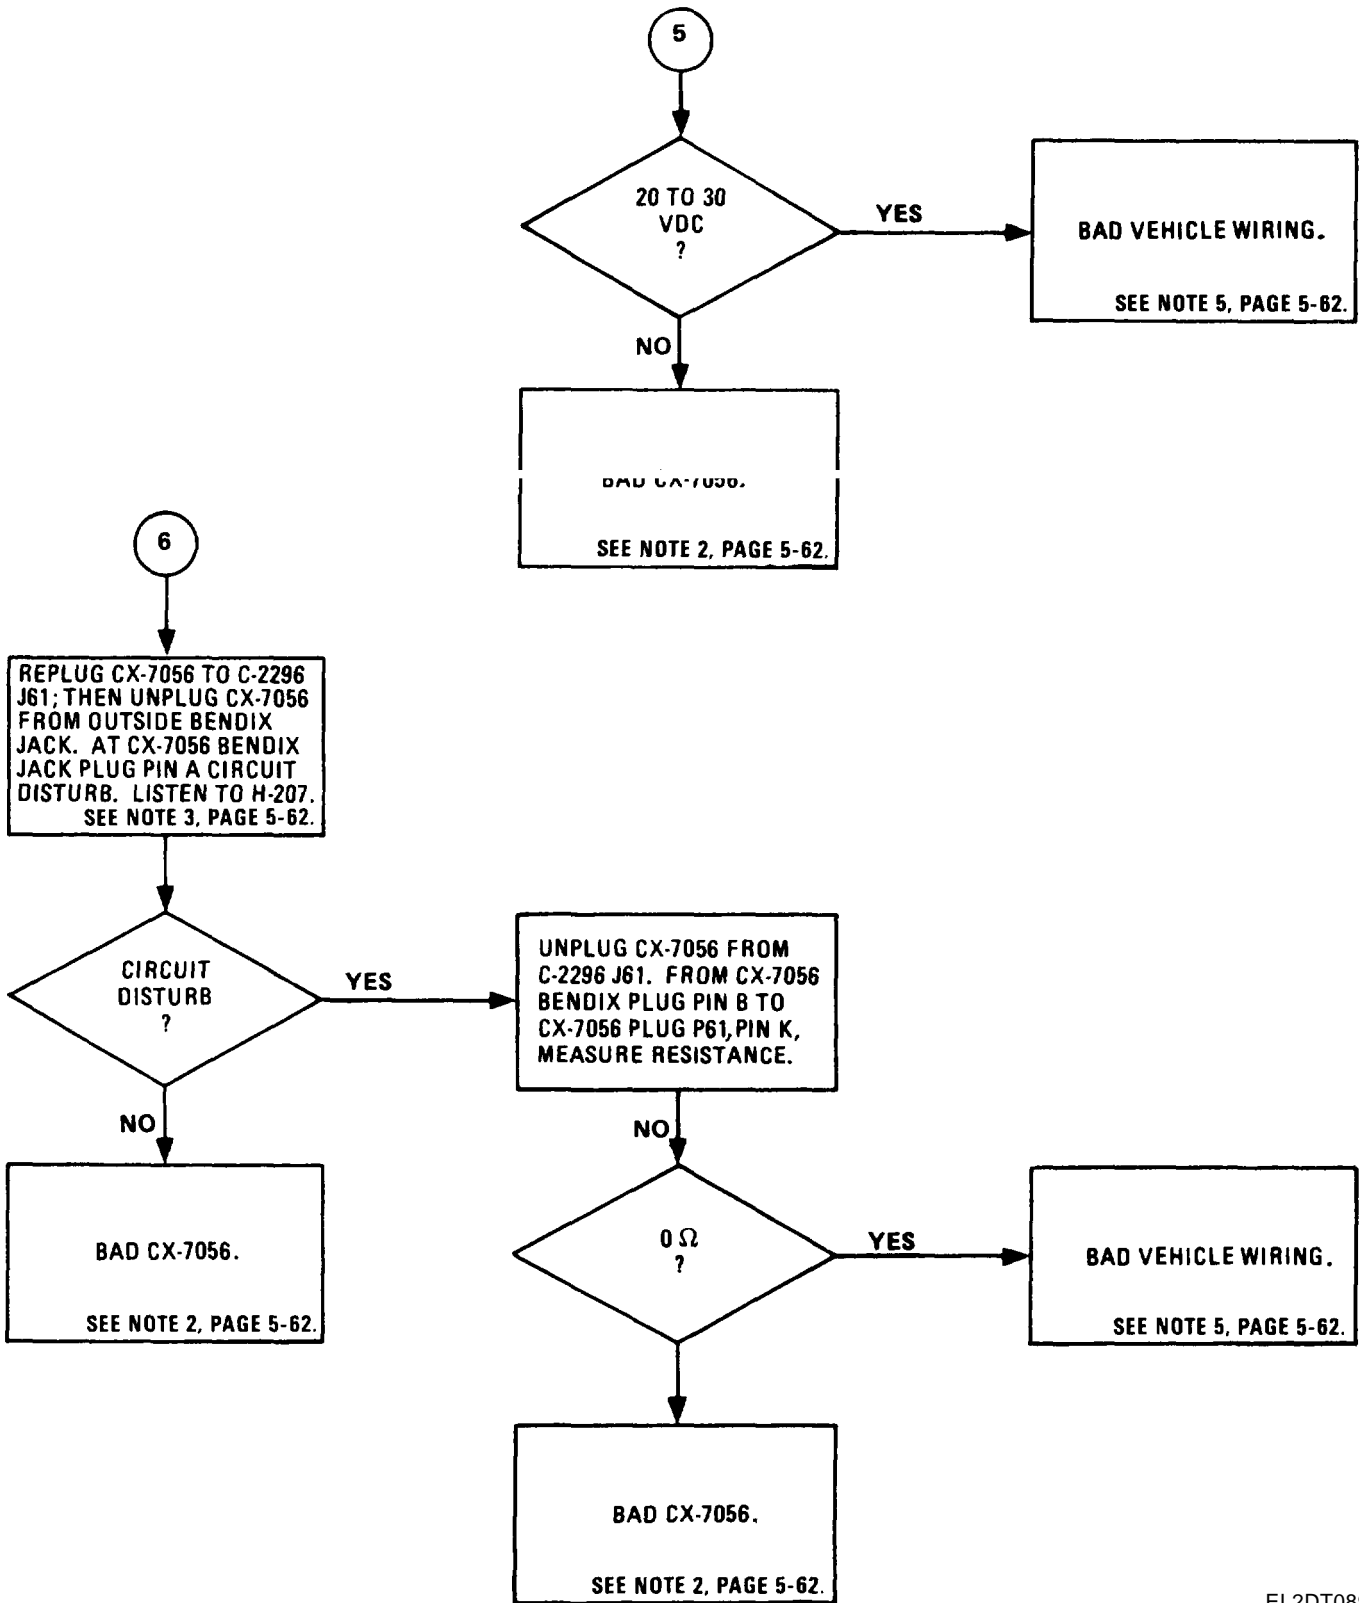 5
20 TO 30
VDC
?
YES
BAD VEHICLE WIRING.
SEE NOTE 5, PAGE 5-62.
NO
BAD CX-7056.
SEE NOTE 2, PAGE 5-62.
6
REPLUG CX-7056 TO C-2296
J61; THEN UNPLUG CX-7056
FROM OUTSIDE BENDIX
JACK. AT CX-7056 BENDIX
JACK PLUG PIN A CIRCUIT
DISTURB. LISTEN TO H-207.
SEE NOTE 3, PAGE 5-62.
CIRCUIT
DISTURB
?
YES
UNPLUG CX-7056 FROM
C-2296 J61. FROM CX-7056
BENDIX PLUG PIN B TO
CX-7056 PLUG P61, PIN K,
MEASURE RESISTANCE.
NO
BAD CX-7056.
SEE NOTE 2, PAGE 5-62.
NO
0 Ω
?
YES
BAD VEHICLE WIRING.
SEE NOTE 5, PAGE 5-62.
BAD CX-7056.
SEE NOTE 2, PAGE 5-62.